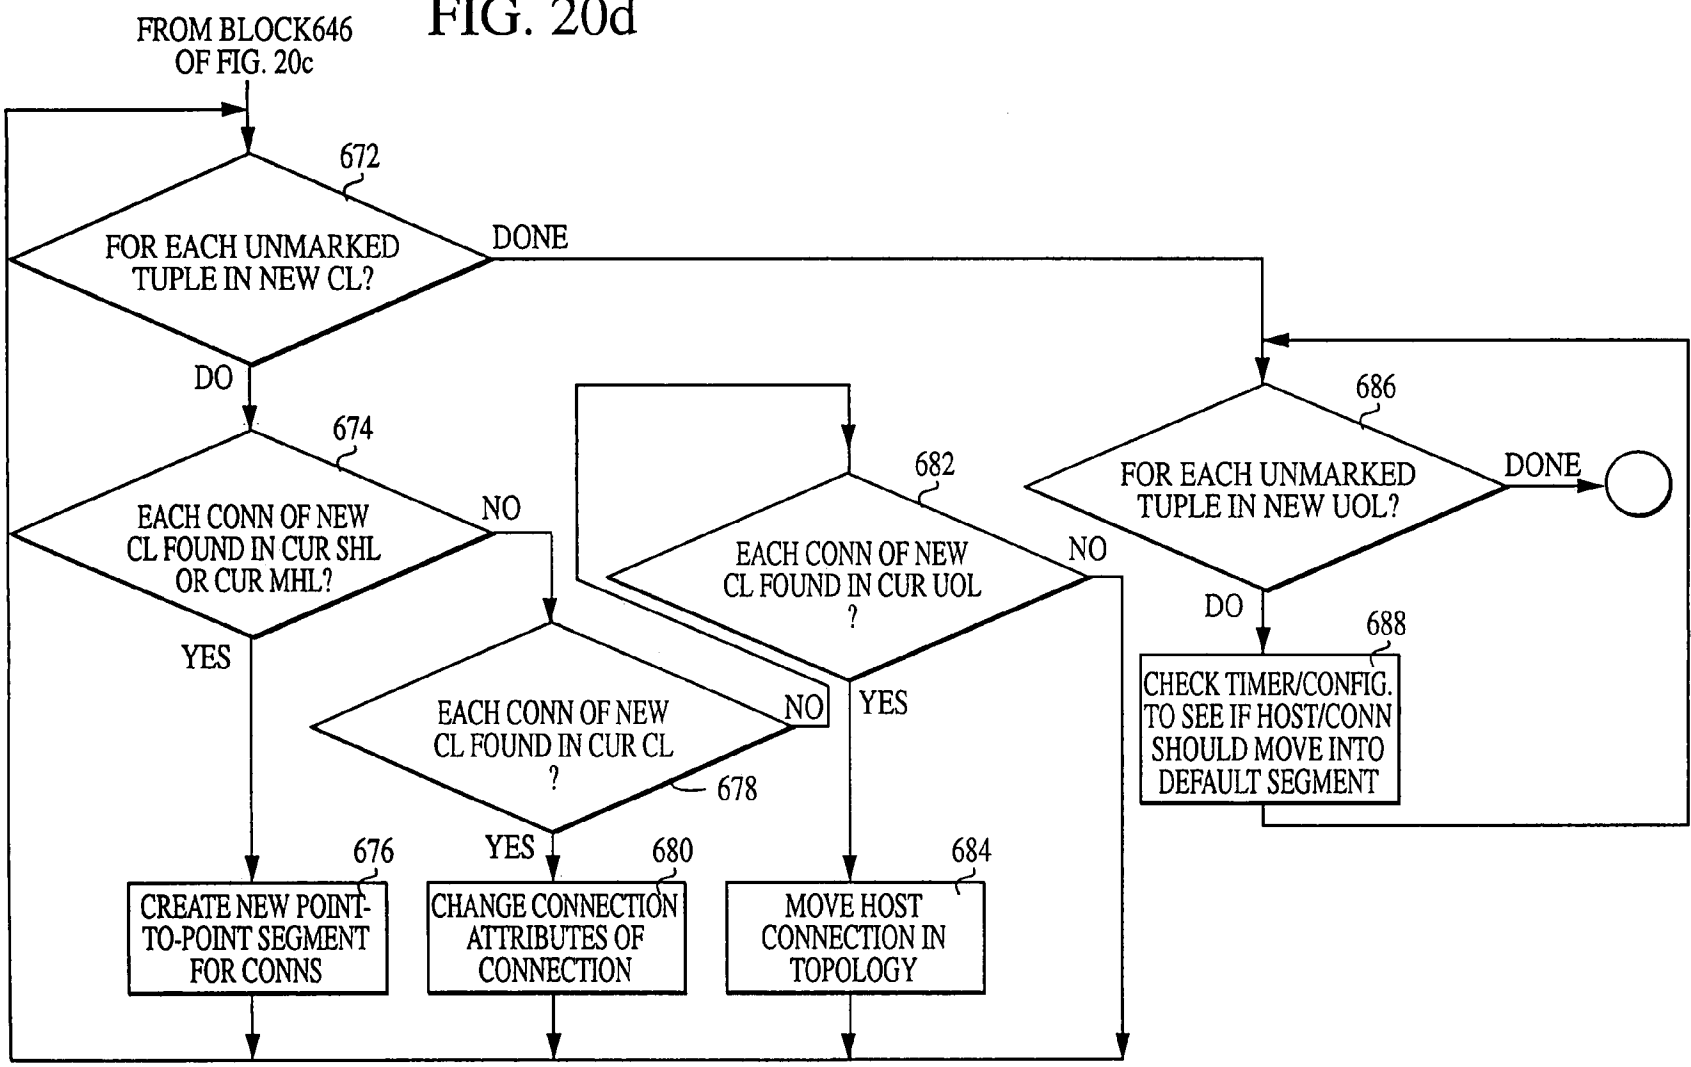 FIG. 20d
FROM BLOCK646
OF FIG. 20c
672
FOR EACH UNMARKED
TUPLE IN NEW CL?
DONE
DO
674
EACH CONN OF NEW
CL FOUND IN CUR SHL
OR CUR MHL?
NO
YES
682
EACH CONN OF NEW
CL FOUND IN CUR UOL
?
NO
YES
686
FOR EACH UNMARKED
TUPLE IN NEW UOL?
DONE
DO
688
CHECK TIMER/CONFIG.
TO SEE IF HOST/CONN
SHOULD MOVE INTO
DEFAULT SEGMENT
EACH CONN OF NEW
CL FOUND IN CUR CL
?
NO
678
YES
676
CREATE NEW POINT-
TO-POINT SEGMENT
FOR CONNS
680
CHANGE CONNECTION
ATTRIBUTES OF
CONNECTION
684
MOVE HOST
CONNECTION IN
TOPOLOGY